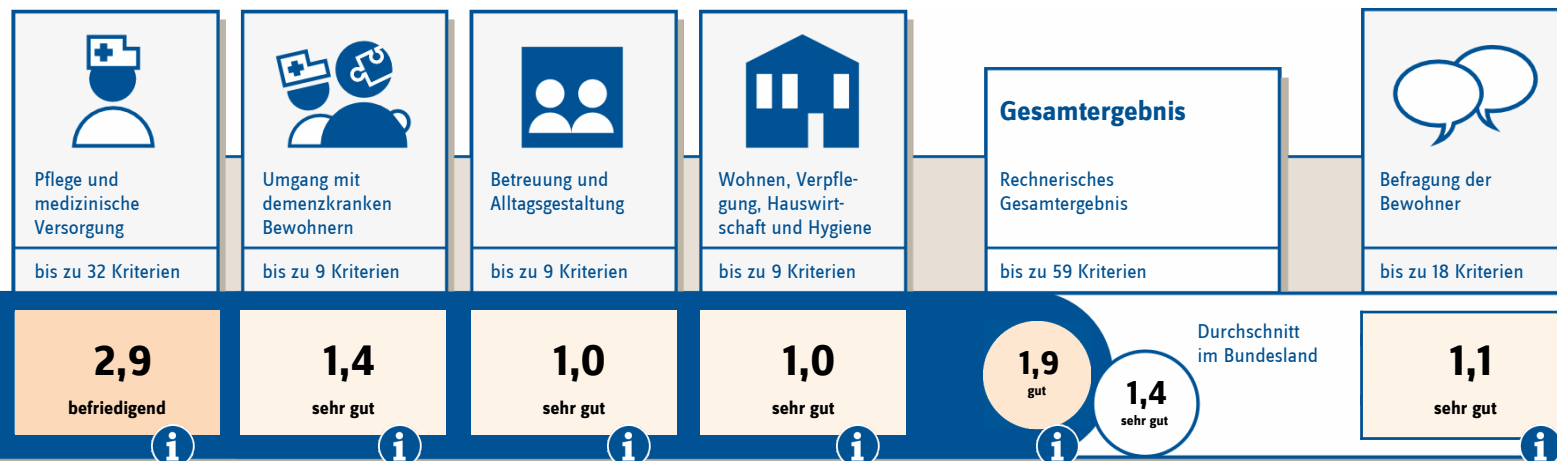 Pflege und
medizinische
Versorgung
bis zu 32 Kriterien
2,9
befriedigend
i
Umgang mit
demenzkranken
Bewohnern
bis zu 9 Kriterien
1,4
sehr gut
i
Betreuung und
Alltagsgestaltung
bis zu 9 Kriterien
1,0
sehr gut
i
Wohnen, Verpfle-
gung, Hauswirt-
schaft und Hygiene
bis zu 9 Kriterien
1,0
sehr gut
i
Gesamtergebnis
Rechnerisches
Gesamtergebnis
bis zu 59 Kriterien
1,9
gut
i
Durchschnitt
im Bundesland
1,4
sehr gut
Befragung der
Bewohner
bis zu 18 Kriterien
1,1
sehr gut
i